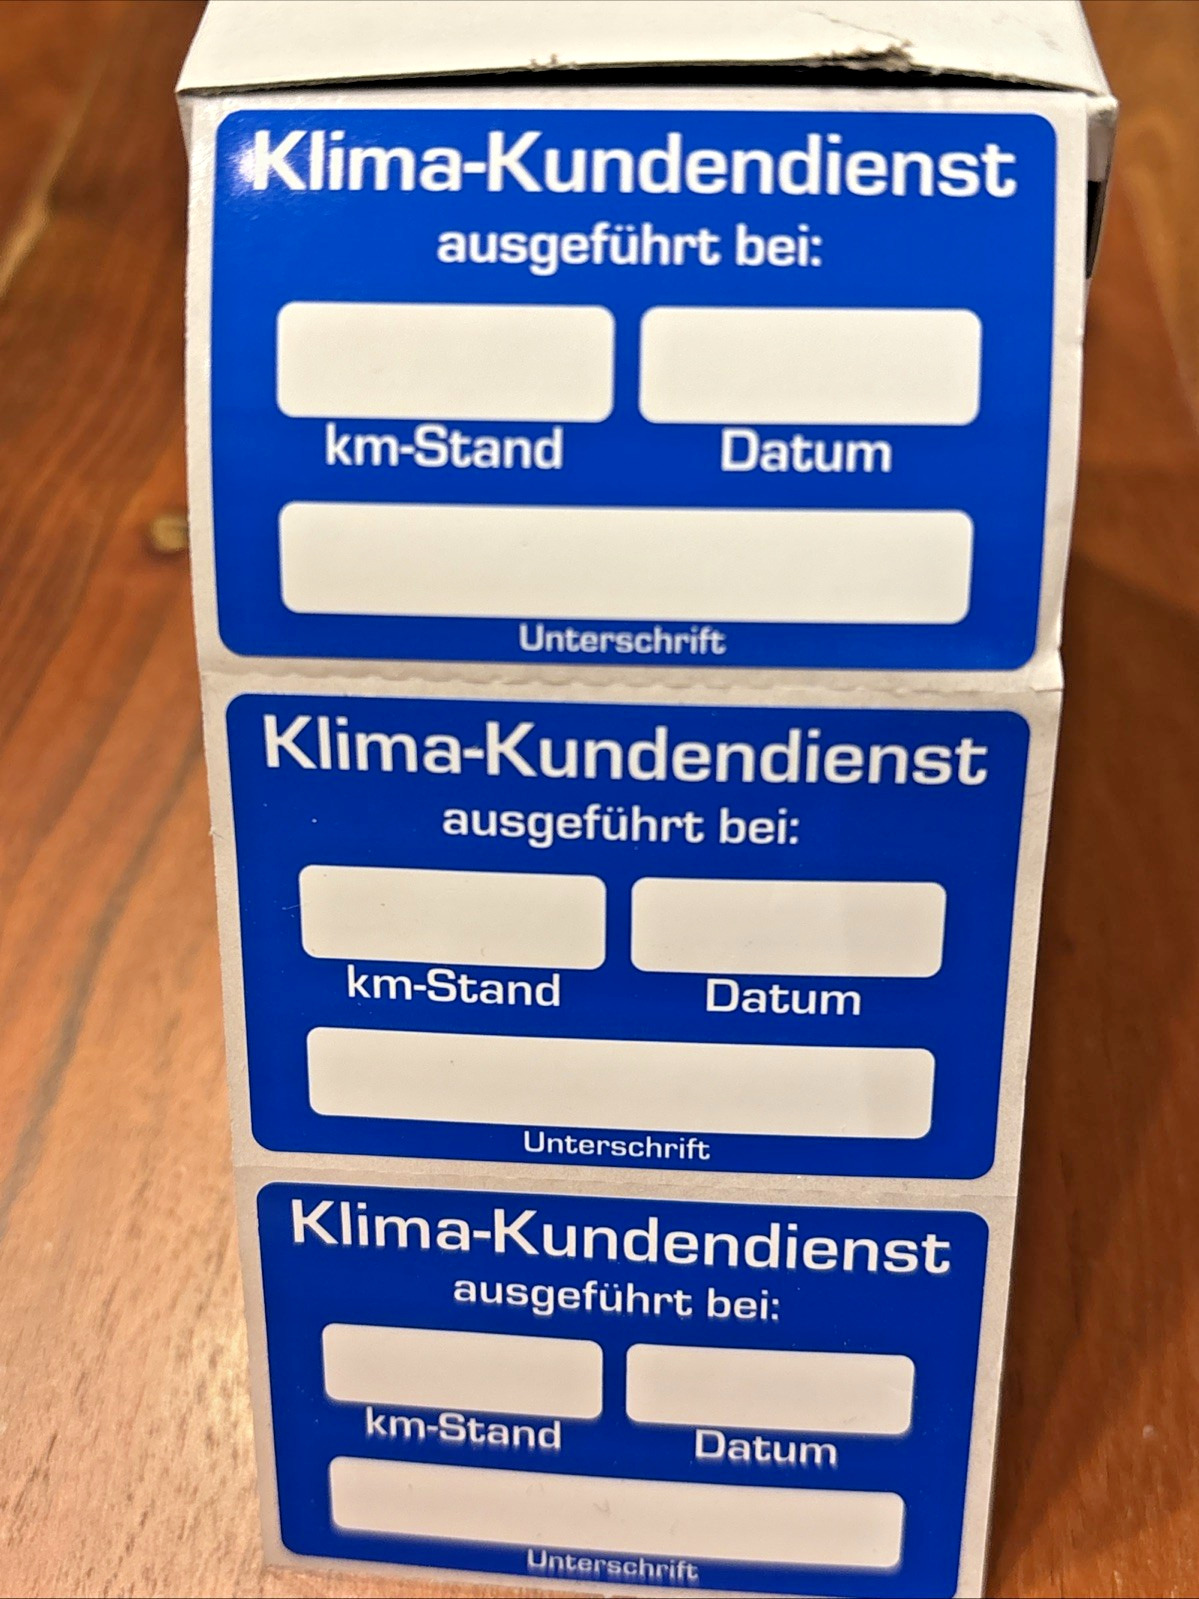 Klima-Kundendienst
ausgeführt bei:
km-Stand Datum
Unterschrift
Klima-Kundendienst
ausgeführt bei:
km-Stand Datum
Unterschrift
Klima-Kundendienst
ausgeführt bei:
km-Stand Datum
Unterschrift